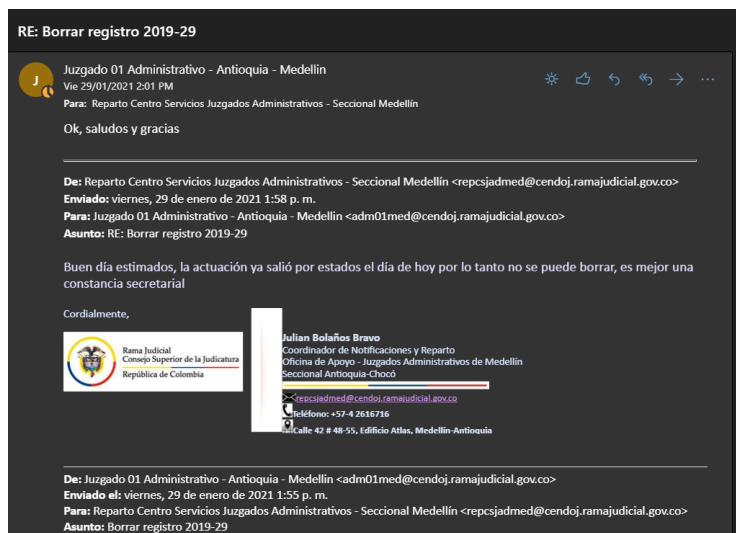 RE: Borrar registro 2019-29
J
Juzgado 01 Administrativo - Antioquia - Medellin
Vie 29/01/2021 2:01 PM
Para: Reparto Centro Servicios Juzgados Administrativos - Seccional Medellín
Ok, saludos y gracias
De: Reparto Centro Servicios Juzgados Administrativos - Seccional Medellín <repcsjadmed@cendoj.ramajudicial.gov.co>
Enviado: viernes, 29 de enero de 2021 1:58 p. m.
Para: Juzgado 01 Administrativo - Antioquia - Medellin <adm01med@cendoj.ramajudicial.gov.co>
Asunto: RE: Borrar registro 2019-29
Buen día estimados, la actuación ya salió por estados el día de hoy por lo tanto no se puede borrar, es mejor una
constancia secretarial
Cordialmente,
Rama Judicial
Consejo Superior de la Judicatura
República de Colombia
Julian Bolaños Bravo
Coordinador de Notificaciones y Reparto
Oficina de Apoyo - Juzgados Administrativos de Medellín
Seccional Antioquia-Chocó
repcsjadmed@cendoj.ramajudicial.gov.co
Teléfono: +57-4 2616716
Calle 42 # 48-55, Edificio Atlas, Medellín-Antioquia
De: Juzgado 01 Administrativo - Antioquia - Medellin <adm01med@cendoj.ramajudicial.gov.co>
Enviado el: viernes, 29 de enero de 2021 1:55 p. m.
Para: Reparto Centro Servicios Juzgados Administrativos - Seccional Medellín <repcsjadmed@cendoj.ramajudicial.gov.co>
Asunto: Borrar registro 2019-29